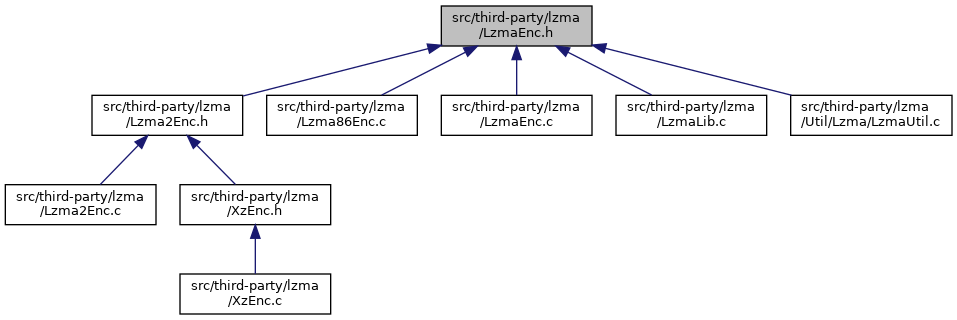 src/third-party/lzma
/LzmaEnc.h
src/third-party/lzma
/Lzma2Enc.h
src/third-party/lzma
/Lzma86Enc.c
src/third-party/lzma
/LzmaEnc.c
src/third-party/lzma
/LzmaLib.c
src/third-party/lzma
/Util/Lzma/LzmaUtil.c
src/third-party/lzma
/Lzma2Enc.c
src/third-party/lzma
/XzEnc.h
src/third-party/lzma
/XzEnc.c